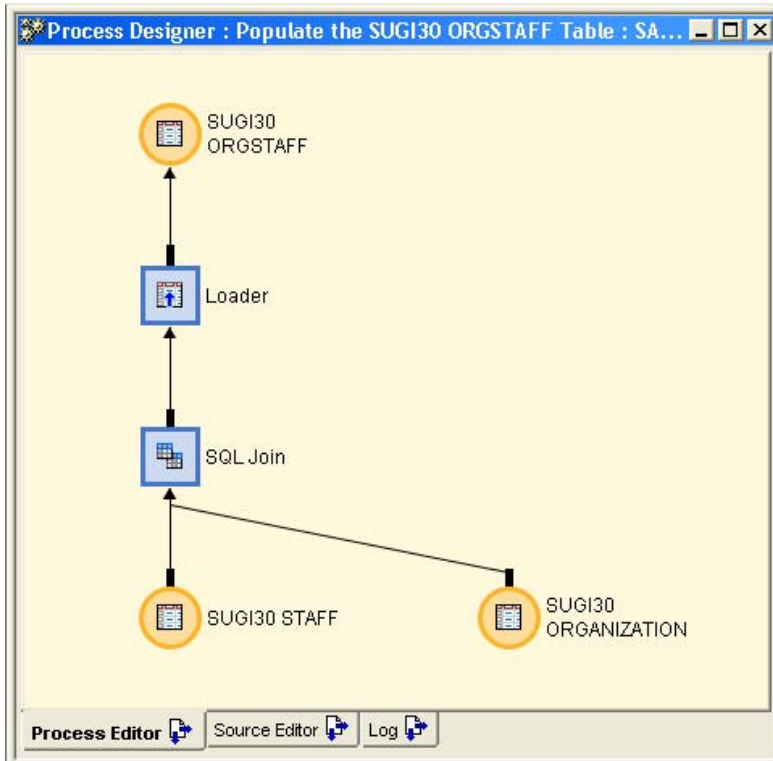 Process Designer : Populate the SUGI30 ORGSTAFF Table : SA...
SUGI30
ORGSTAFF
Loader
SQL Join
SUGI30 STAFF
SUGI30
ORGANIZATION
Process Editor
Source Editor
Log